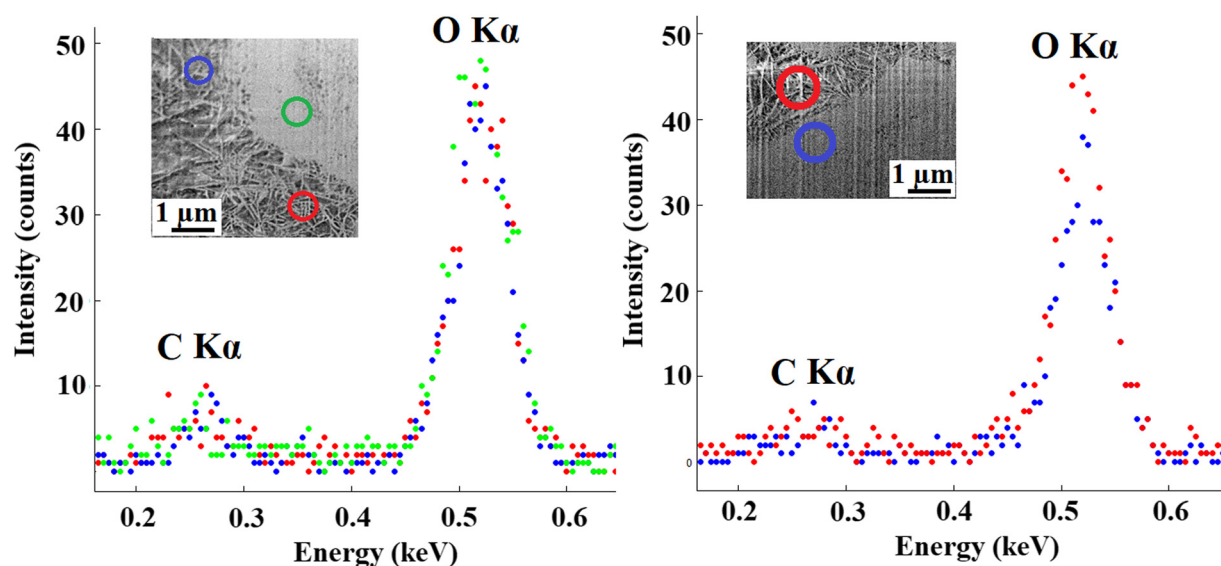 50
40
30
20
10
Intensity (counts)
O Kα
C Kα
1 µm
0.2 0.3 0.4 0.5 0.6
Energy (keV)
50
40
30
20
10
0
Intensity (counts)
O Kα
C Kα
1 µm
0.2 0.3 0.4 0.5 0.6
Energy (keV)